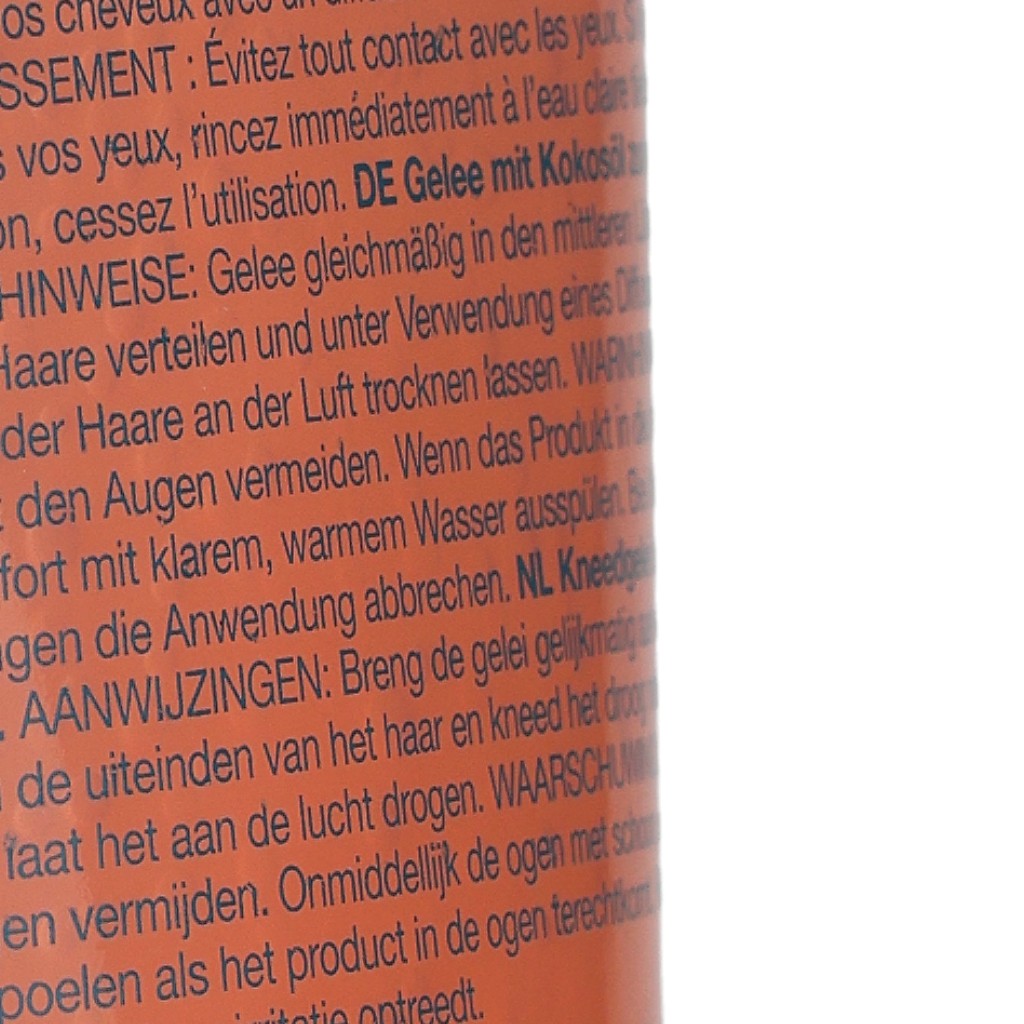 os cheveux avec un
SSEMENT : Évitez tout contact avec les yeux.
s vos yeux, rincez immédiatement à l'eau claire
on, cessez l'utilisation. DE Gelee mit Kokosöl
HINWEISE: Gelee gleichmäßig in den mittleren
Haare verteilen und unter Verwendung eines
der Haare an der Luft trocknen lassen.
t den Augen vermeiden. Wenn das Produkt in
fort mit klarem, warmem Wasser ausspülen.
gen die Anwendung abbrechen. NL
. AANWIJZINGEN: Breng de gelei gelijkmatig
de uiteinden van het haar en kneed het
laat het aan de lucht drogen.
en vermijden. Onmiddellijk de ogen met
poelen als het product in de ogen terechtkomt
irritatie optreedt.